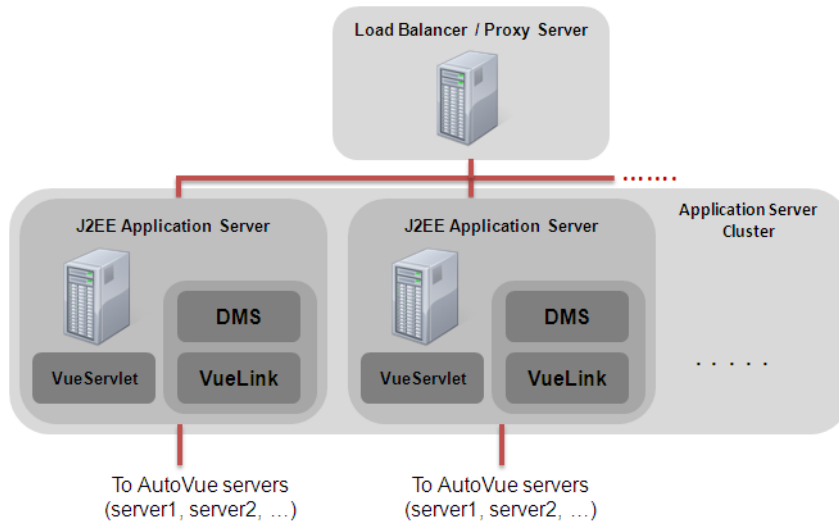 Load Balancer / Proxy Server
.......
J2EE Application Server
DMS
VueServlet
VueLink
J2EE Application Server
DMS
VueServlet
VueLink
Application Server
Cluster
. . . . .
To AutoVue servers
(server1, server2, ...)
To AutoVue servers
(server1, server2, ...)